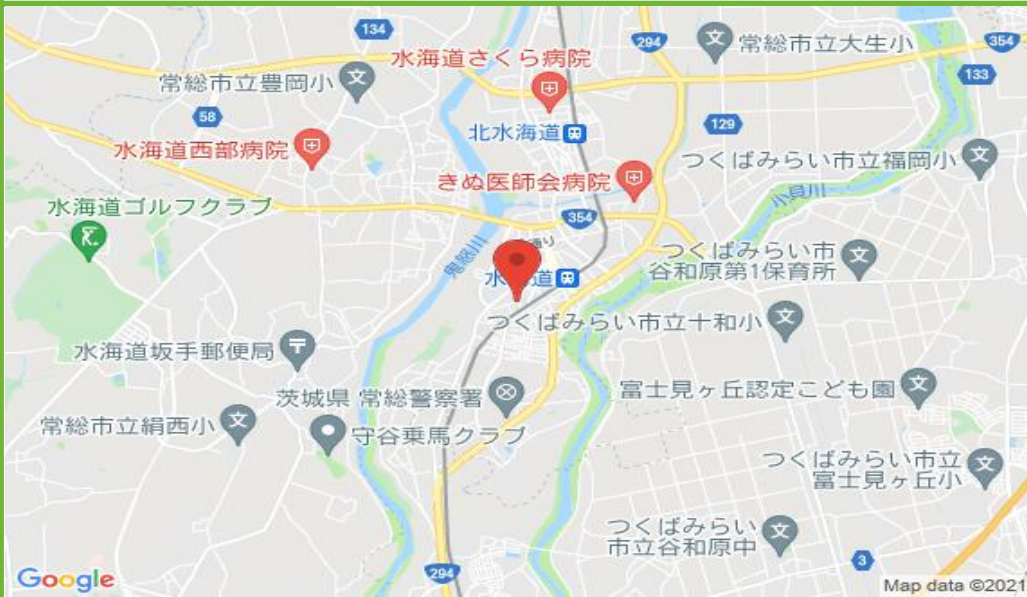 134
294
常総市立大生小
354
水海道さくら病院
常総市立豊岡小
133
58
北水海道
129
水海道西部病院
つくばみらい市立福岡小
きぬ医師会病院
小貝川
水海道ゴルフクラブ
354
つくばみらい市
谷和原第1保育所
鬼怒川
通り
水
道
つくばみらい市立十和小
水海道坂手郵便局
富士見ヶ丘認定こども園
茨城県 常総警察署
常総市立絹西小
守谷乗馬クラブ
つくばみらい市立
富士見ヶ丘小
つくばみらい
市立谷和原中
3
294
Google
Map data ©2021